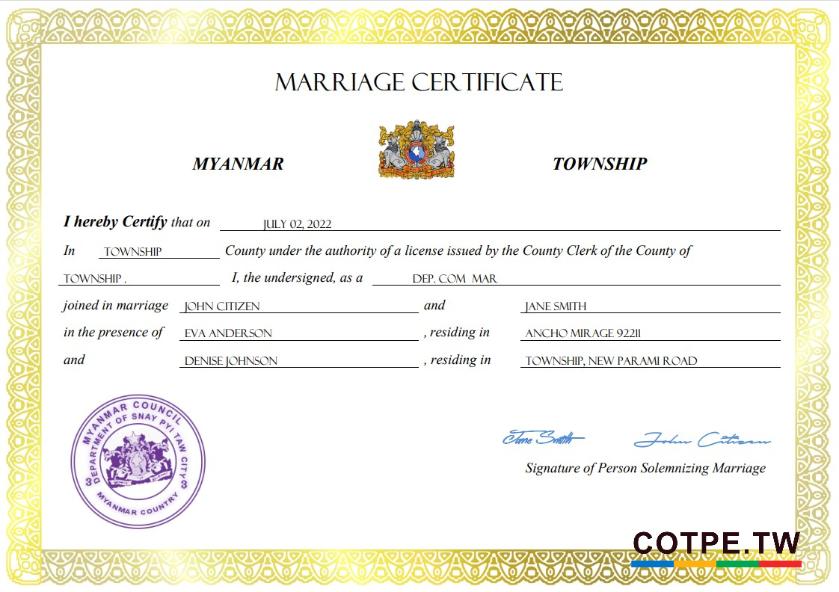 MARRIAGE CERTIFICATE
MYANMAR TOWNSHIP
I hereby Certify that on JULY 02, 2022
In TOWNSHIP County under the authority of a license issued by the County Clerk of the County of
TOWNSHIP . I, the undersigned, as a DEP. COM MAR
joined in marriage JOHN CITIZEN and JANE SMITH
in the presence of EVA ANDERSON , residing in ANCHO MIRAGE 92211
and DENISE JOHNSON , residing in TOWNSHIP, NEW PARAMI ROAD
MYANMAR COUNCIL
DEPARTMENT OF SNAY PYI TAW CITY
MYANMAR COUNTRY
Jane Smith John Citizen
Signature of Person Solemnizing Marriage
COTPE.TW